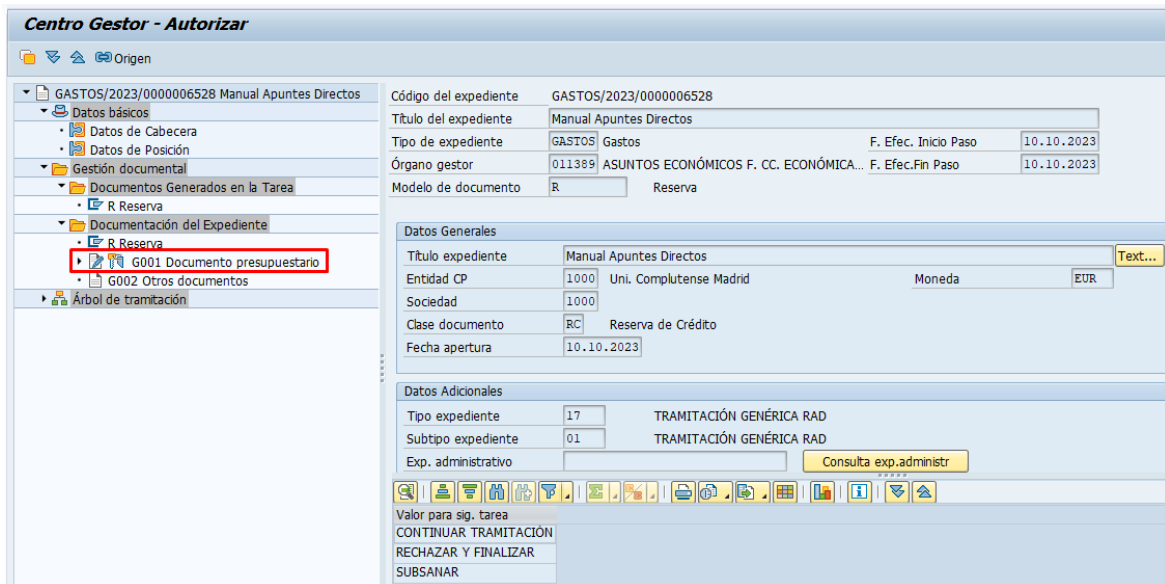 Centro Gestor - Autorizar
Origen
GASTOS/2023/0000006528 Manual Apuntes Directos
Datos básicos
Datos de Cabecera
Datos de Posición
Gestión documental
Documentos Generados en la Tarea
R Reserva
Documentación del Expediente
R Reserva
G001 Documento presupuestario
G002 Otros documentos
Árbol de tramitación
Código del expediente GASTOS/2023/0000006528
Título del expediente Manual Apuntes Directos
Tipo de expediente GASTOS Gastos F. Efec. Inicio Paso 10.10.2023
Órgano gestor 011389 ASUNTOS ECONÓMICOS F. CC. ECONÓMICA... F. Efec.Fin Paso 10.10.2023
Modelo de documento R Reserva
Datos Generales
Título expediente Manual Apuntes Directos Text...
Entidad CP 1000 Uni. Complutense Madrid Moneda EUR
Sociedad 1000
Clase documento RC Reserva de Crédito
Fecha apertura 10.10.2023
Datos Adicionales
Tipo expediente 17 TRAMITACIÓN GENÉRICA RAD
Subtipo expediente 01 TRAMITACIÓN GENÉRICA RAD
Exp. administrativo Consulta exp.administr
Valor para sig. tarea
CONTINUAR TRAMITACIÓN
RECHAZAR Y FINALIZAR
SUBSANAR